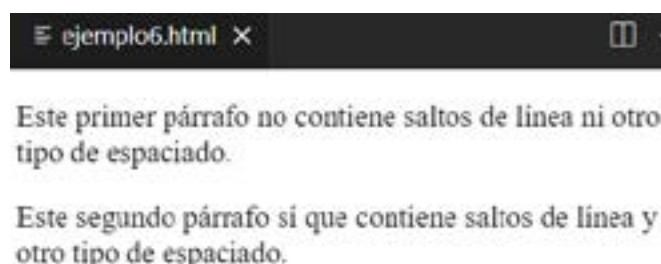 ejemplo6.html
Este primer párrafo no contiene saltos de línea ni otro
tipo de espaciado.
Este segundo párrafo sí que contiene saltos de línea y
otro tipo de espaciado.